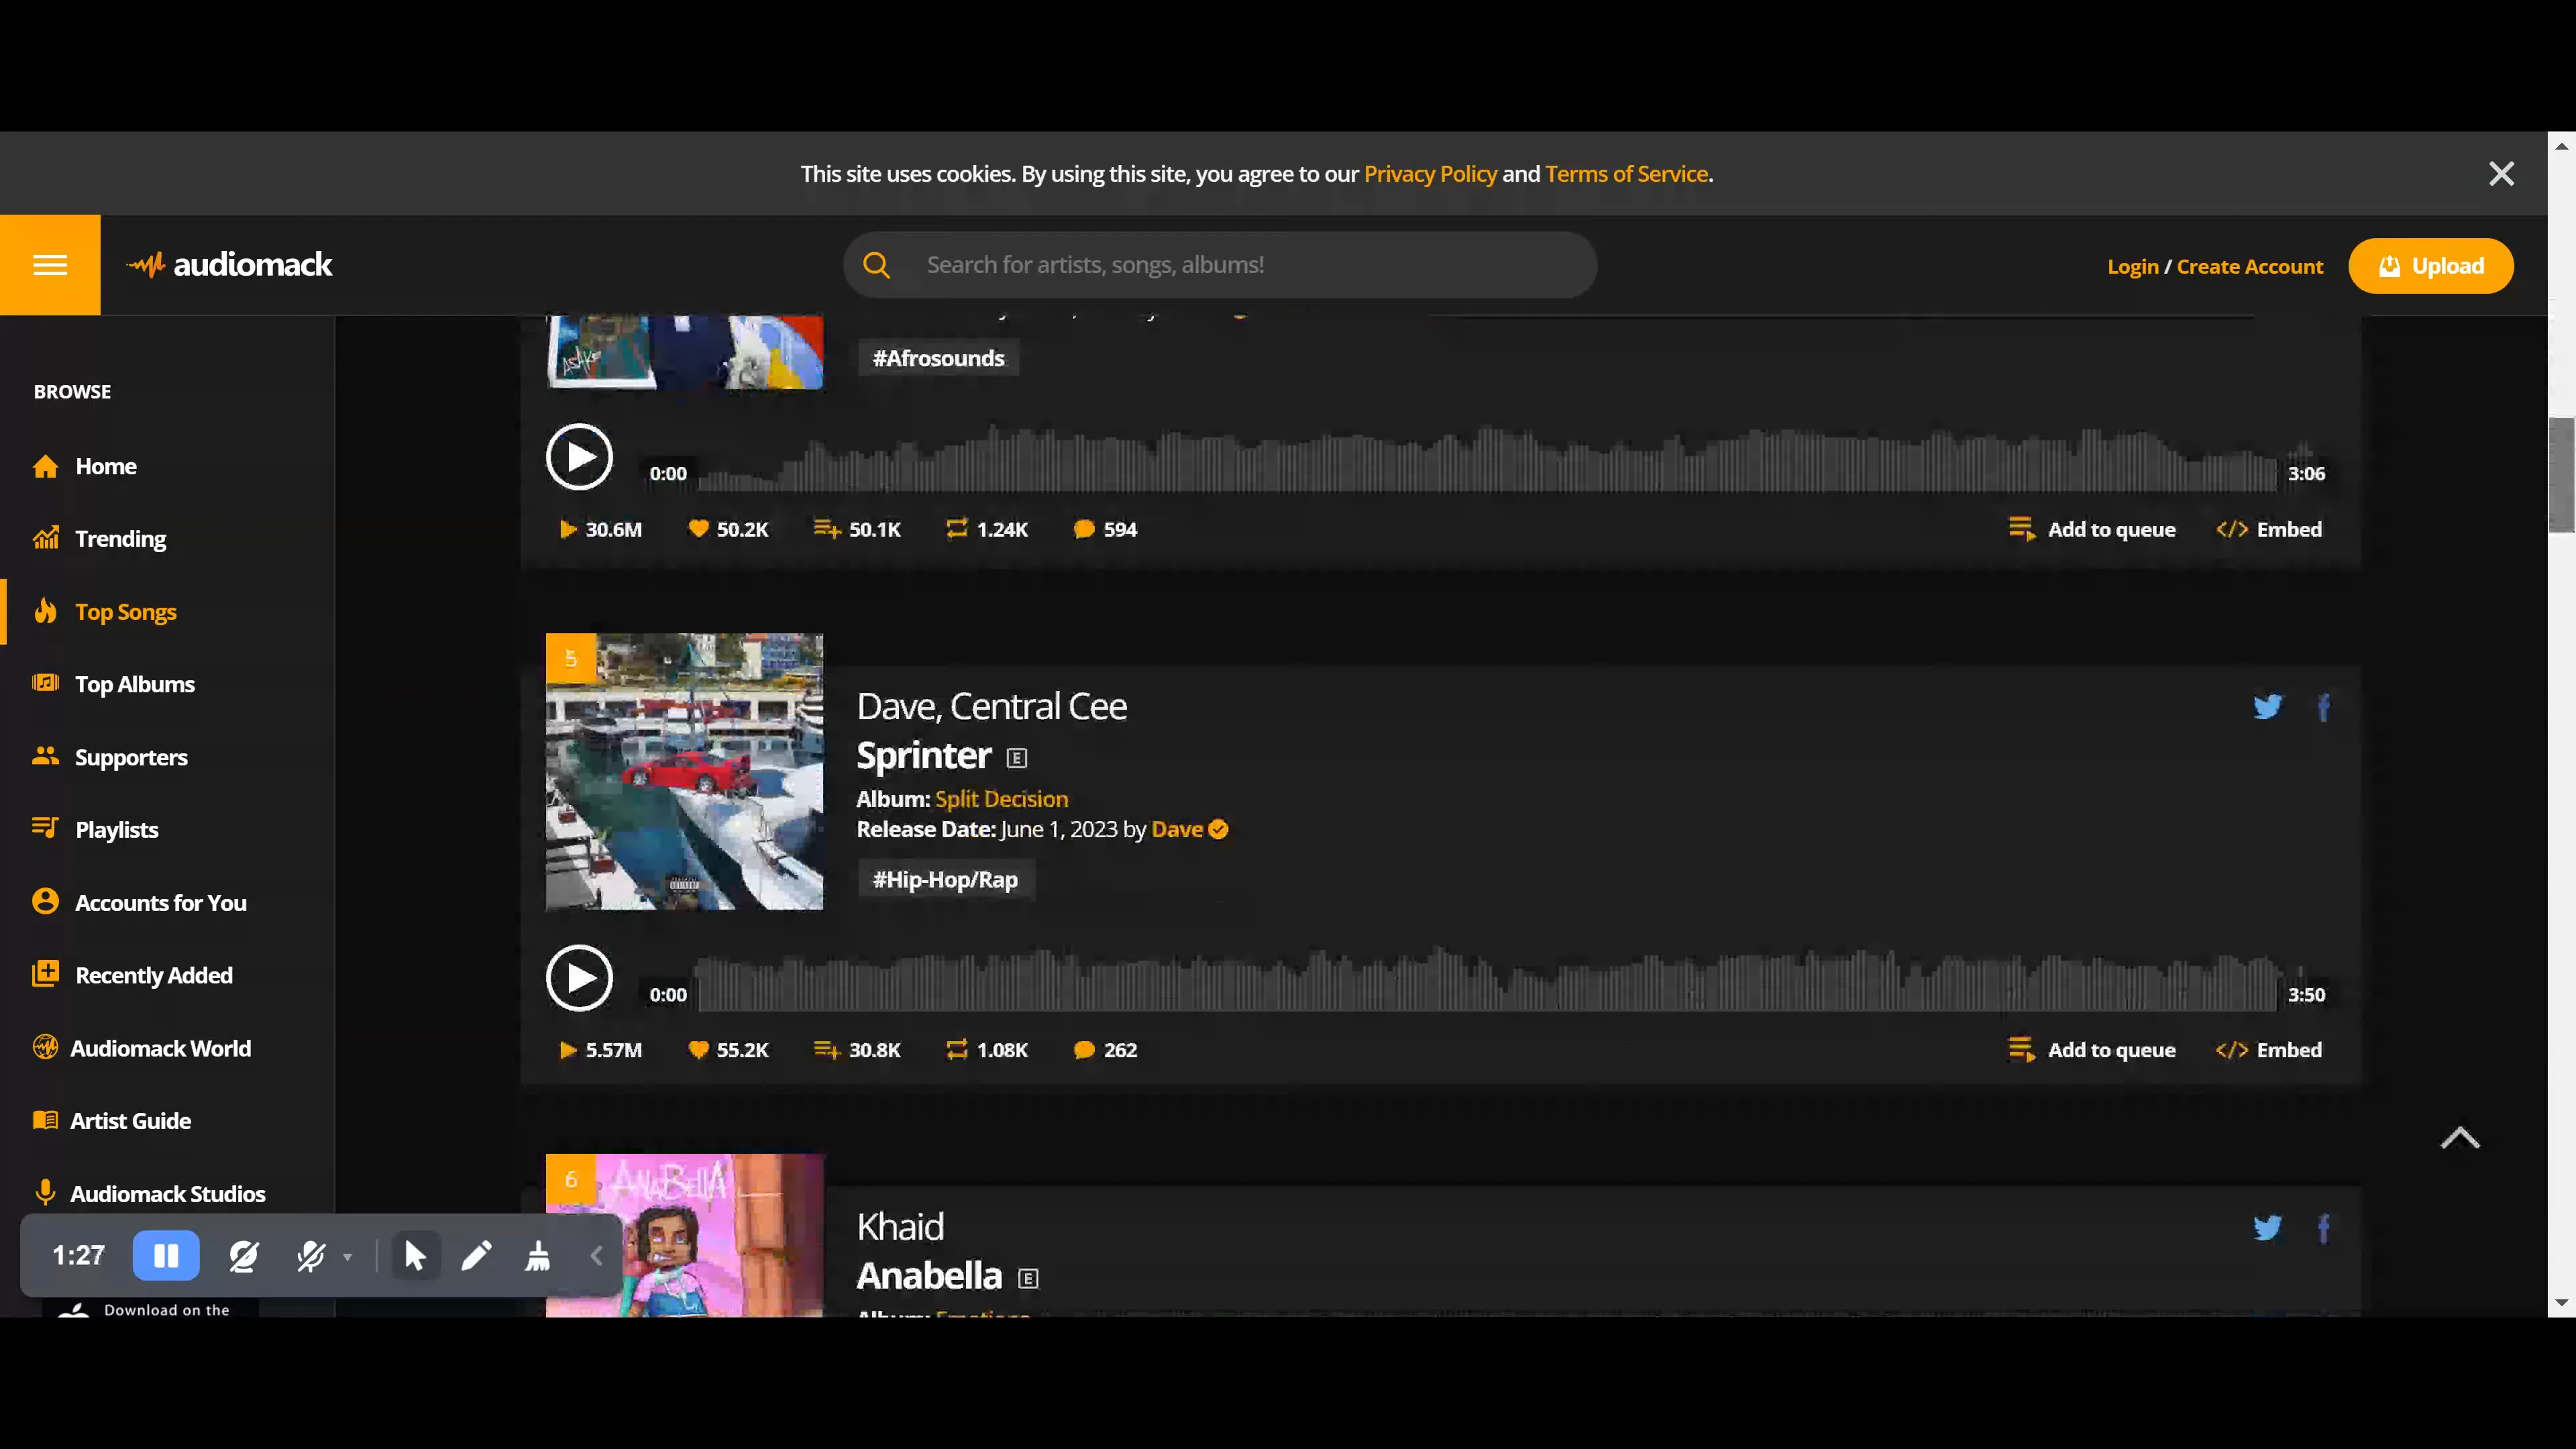 This site uses cookies. By using this site, you agree to our Privacy Policy and Terms of Service.
audiomack
Search for artists, songs, albums!
Login / Create Account
Upload
BROWSE
Home
Trending
Top Songs
Top Albums
Supporters
Playlists
Accounts for You
Recently Added
Audiomack World
Artist Guide
Audiomack Studios
1:27
Download on the
ASAKE
#Afrosounds
0:00
3:06
30.6M 50.2K 50.1K 1.24K 594
Add to queue </> Embed
5
Dave, Central Cee
Sprinter E
Album: Split Decision
Release Date: June 1, 2023 by Dave
#Hip-Hop/Rap
0:00
3:50
5.57M 55.2K 30.8K 1.08K 262
Add to queue </> Embed
6
ANABELLA
Khaid
Anabella E
Album: Emotions